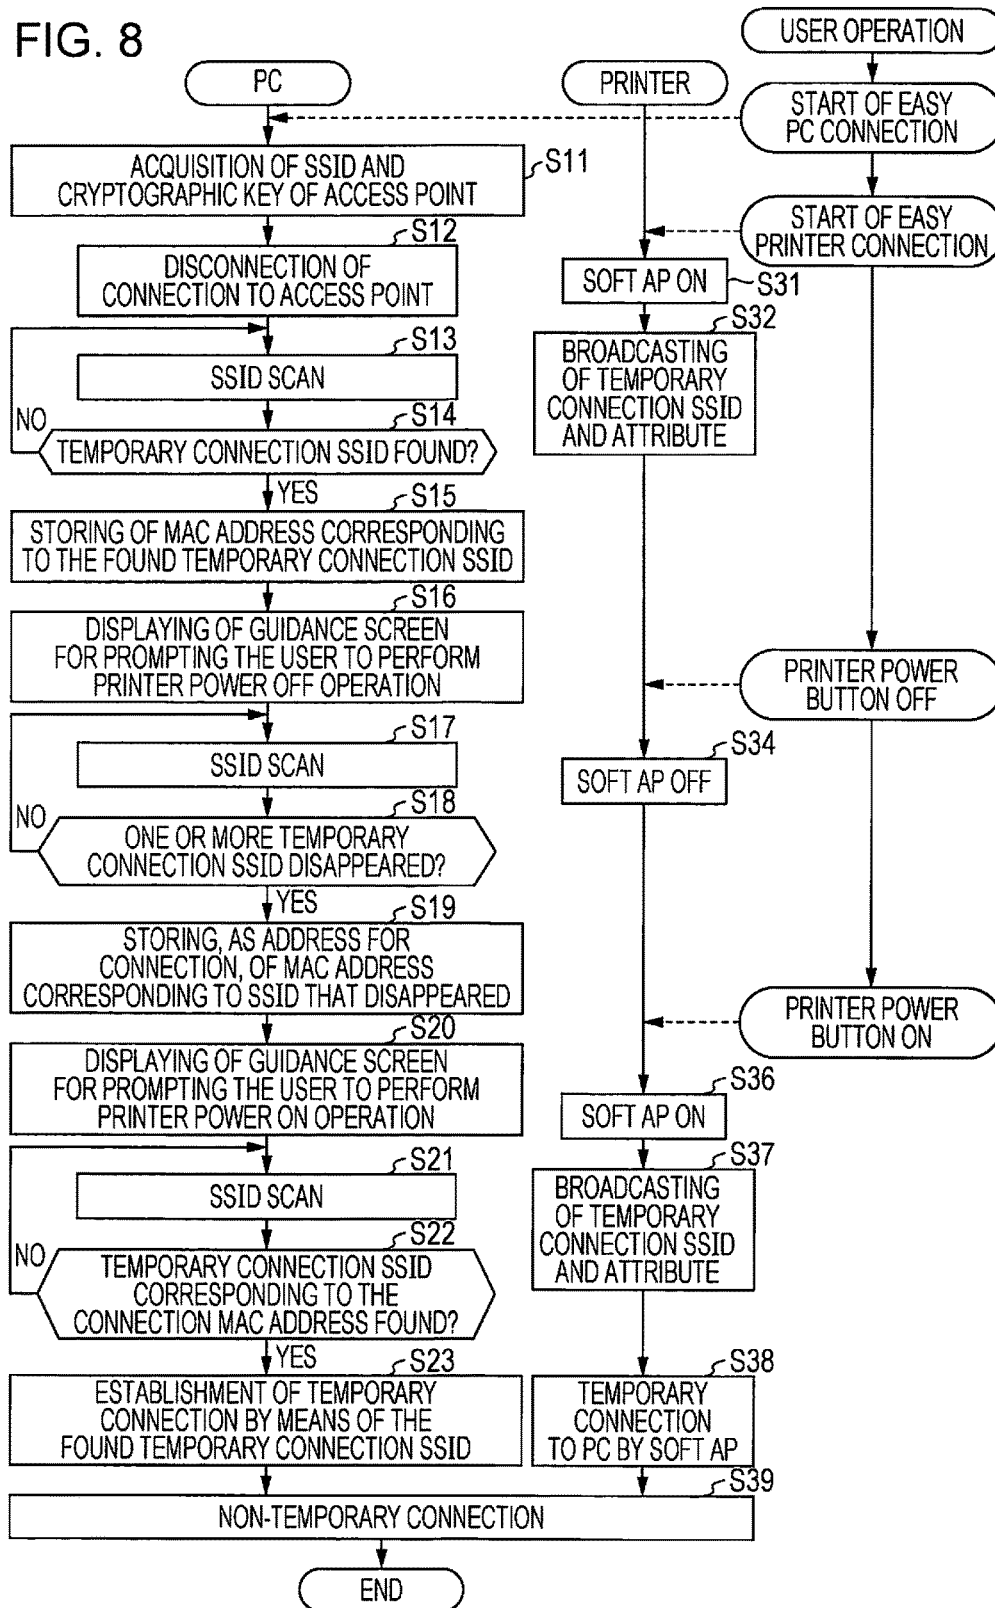 FIG. 8
USER OPERATION
PC
PRINTER
START OF EASY
PC CONNECTION
ACQUISITION OF SSID AND
CRYPTOGRAPHIC KEY OF ACCESS POINT
S11
START OF EASY
PRINTER CONNECTION
S12
DISCONNECTION OF
CONNECTION TO ACCESS POINT
SOFT AP ON
S31
S13
SSID SCAN
S32
BROADCASTING
OF TEMPORARY
CONNECTION SSID
AND ATTRIBUTE
NO
S14
TEMPORARY CONNECTION SSID FOUND?
YES
S15
STORING OF MAC ADDRESS CORRESPONDING
TO THE FOUND TEMPORARY CONNECTION SSID
S16
DISPLAYING OF GUIDANCE SCREEN
FOR PROMPTING THE USER TO PERFORM
PRINTER POWER OFF OPERATION
PRINTER POWER
BUTTON OFF
S17
SSID SCAN
S34
SOFT AP OFF
NO
S18
ONE OR MORE TEMPORARY
CONNECTION SSID DISAPPEARED?
YES
S19
STORING, AS ADDRESS FOR
CONNECTION, OF MAC ADDRESS
CORRESPONDING TO SSID THAT DISAPPEARED
PRINTER POWER
BUTTON ON
S20
DISPLAYING OF GUIDANCE SCREEN
FOR PROMPTING THE USER TO PERFORM
PRINTER POWER ON OPERATION
S36
SOFT AP ON
S21
SSID SCAN
S37
BROADCASTING
OF TEMPORARY
CONNECTION SSID
AND ATTRIBUTE
NO
S22
TEMPORARY CONNECTION SSID
CORRESPONDING TO THE
CONNECTION MAC ADDRESS FOUND?
YES
S23
ESTABLISHMENT OF TEMPORARY
CONNECTION BY MEANS OF THE
FOUND TEMPORARY CONNECTION SSID
S38
TEMPORARY
CONNECTION
TO PC BY SOFT AP
S39
NON-TEMPORARY CONNECTION
END